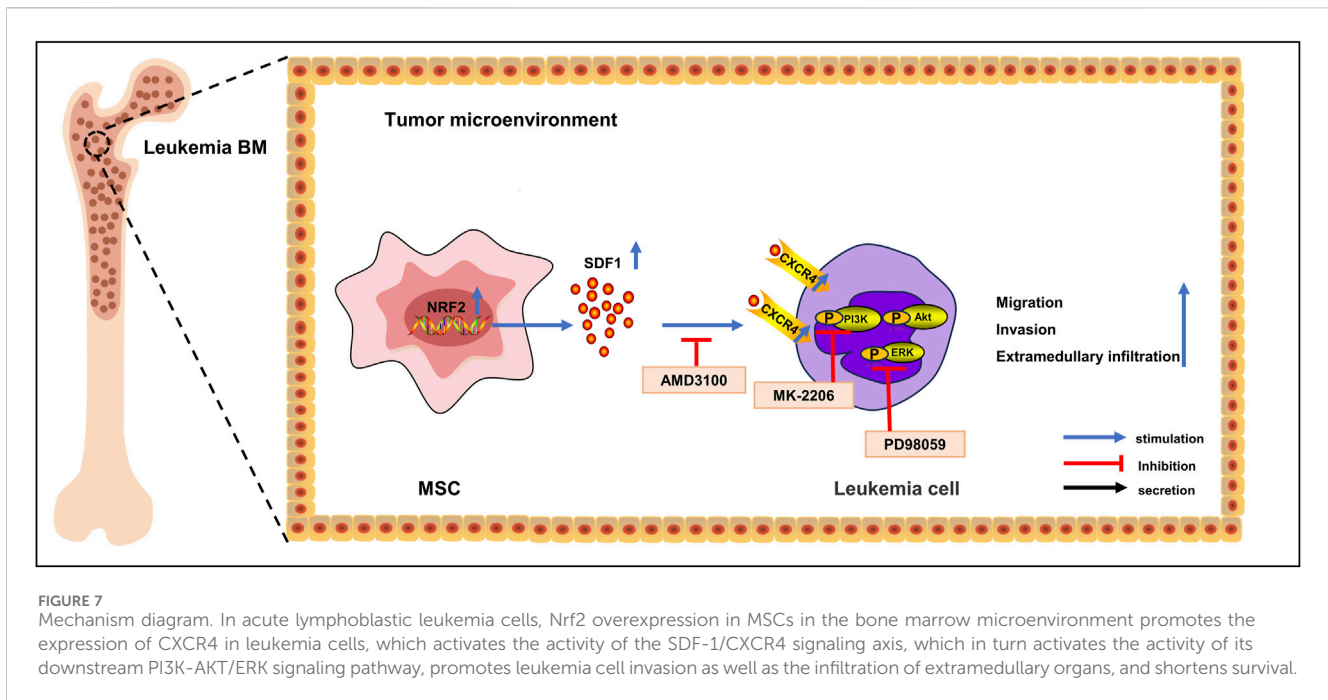 Tumor microenvironment
Leukemia BM
SDF1
NRF2
CXCR4
CXCR4
P PI3K P Akt
P ERK
Migration
Invasion
Extramedullary infiltration
AMD3100
MK-2206
PD98059
stimulation
Inhibition
secretion
MSC
Leukemia cell
FIGURE 7
Mechanism diagram. In acute lymphoblastic leukemia cells, Nrf2 overexpression in MSCs in the bone marrow microenvironment promotes the
expression of CXCR4 in leukemia cells, which activates the activity of the SDF-1/CXCR4 signaling axis, which in turn activates the activity of its
downstream PI3K-AKT/ERK signaling pathway, promotes leukemia cell invasion as well as the infiltration of extramedullary organs, and shortens survival.